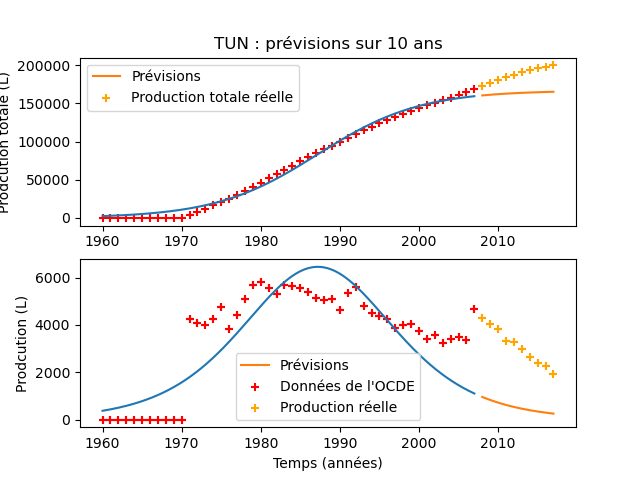 TUN : prévisions sur 10 ans
Prodcution totale (L)
200000
150000
100000
50000
0
Prévisions
Production totale réelle
1960 1970 1980 1990 2000 2010
Prodcution (L)
6000
4000
2000
0
Prévisions
Données de l'OCDE
Production réelle
1960 1970 1980 1990 2000 2010
Temps (années)